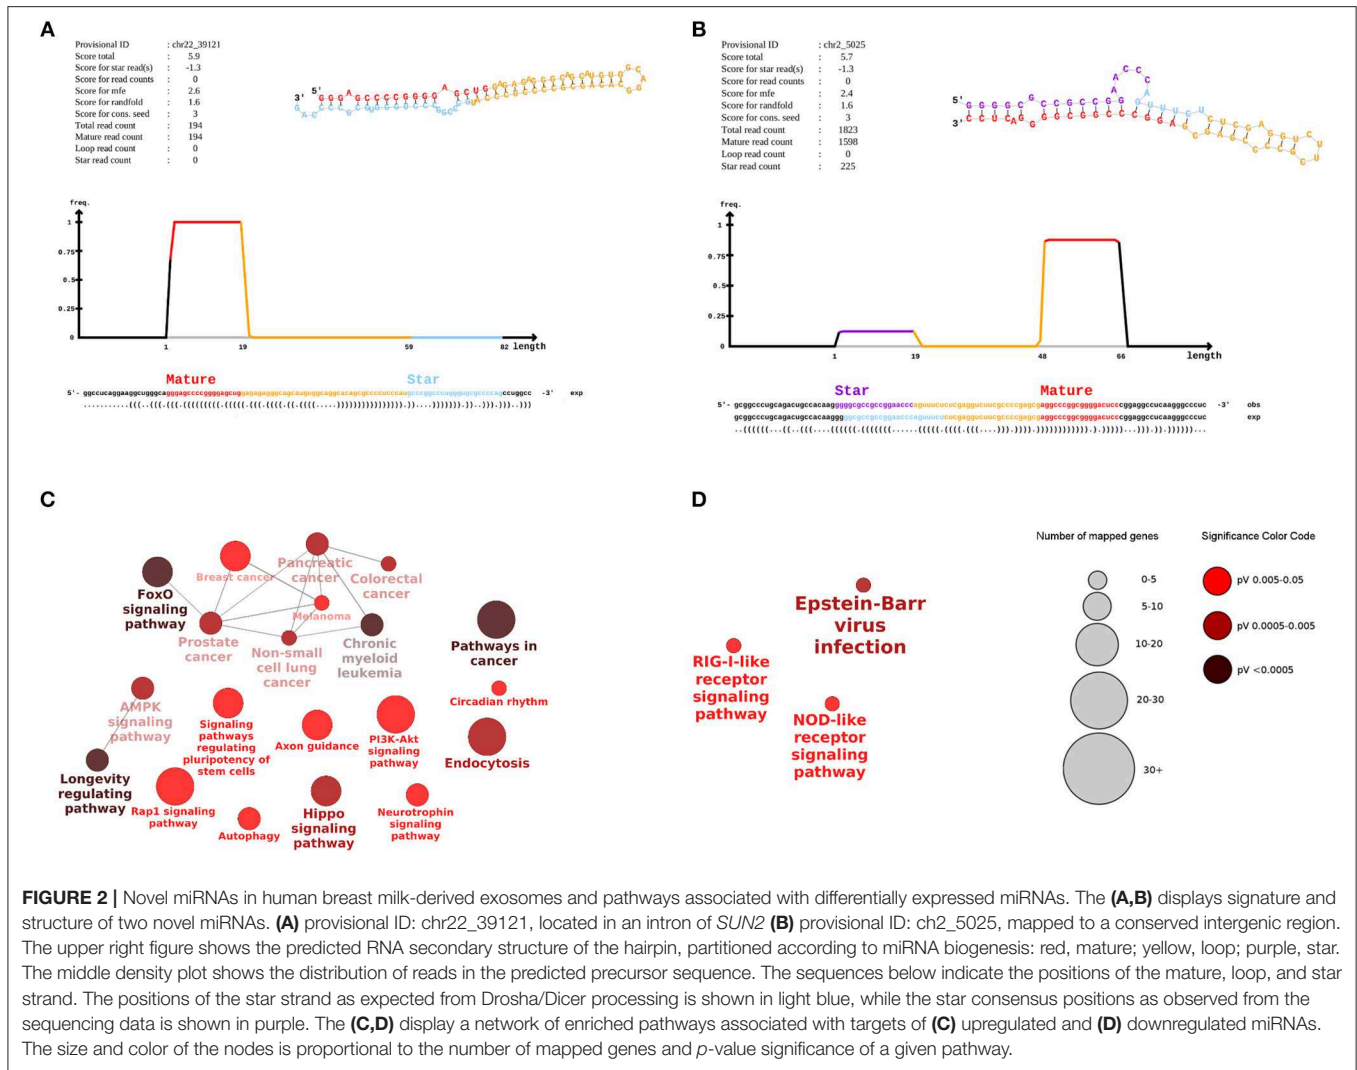 A
Provisional ID : chr22_39121
Score total : 5.9
Score for star read(s) : -1.3
Score for read counts : 0
Score for mfe : 2.6
Score for randfold : 1.6
Score for cons. seed : 3
Total read count : 194
Mature read count : 194
Loop read count : 0
Star read count : 0
5'
3'
freq.
1
0.75
0.5
0.25
0
1 19 59 82 length
Mature Star
5'- -3' exp
B
Provisional ID : chr2_5025
Score total : 5.7
Score for star read(s) : -1.3
Score for read counts : 0
Score for mfe : 2.4
Score for randfold : 1.6
Score for cons. seed : 3
Total read count : 1823
Mature read count : 1598
Loop read count : 0
Star read count : 225
5'
3'
freq.
1
0.75
0.5
0.25
0
1 19 48 66 length
Star Mature
5'- -3' obs
exp
C
Breast cancer
Pancreatic
cancer
Colorectal
cancer
FoxO
signaling
pathway
Melanoma
Prostate
cancer
Non-small
cell lung
cancer
Chronic
myeloid
leukemia
Pathways in
cancer
AMPK
signaling
pathway
Signaling
pathways
regulating
pluripotency of
stem cells
Axon guidance
PI3K-Akt
signaling
pathway
Circadian rhythm
Endocytosis
Longevity
regulating
pathway
Rap1 signaling
pathway
Autophagy
Hippo
signaling
pathway
Neurotrophin
signaling
pathway
D
Epstein-Barr
virus
infection
RIG-I-like
receptor
signaling
pathway
NOD-like
receptor
signaling
pathway
Number of mapped genes
0-5
5-10
10-20
20-30
30+
Significance Color Code
pV 0.005-0.05
pV 0.0005-0.005
pV <0.0005
FIGURE 2 | Novel miRNAs in human breast milk-derived exosomes and pathways associated with differentially expressed miRNAs. The (A,B) displays signature and
structure of two novel miRNAs. (A) provisional ID: chr22_39121, located in an intron of SUN2 (B) provisional ID: ch2_5025, mapped to a conserved intergenic region.
The upper right figure shows the predicted RNA secondary structure of the hairpin, partitioned according to miRNA biogenesis: red, mature; yellow, loop; purple, star.
The middle density plot shows the distribution of reads in the predicted precursor sequence. The sequences below indicate the positions of the mature, loop, and star
strand. The positions of the star strand as expected from Drosha/Dicer processing is shown in light blue, while the star consensus positions as observed from the
sequencing data is shown in purple. The (C,D) display a network of enriched pathways associated with targets of (C) upregulated and (D) downregulated miRNAs.
The size and color of the nodes is proportional to the number of mapped genes and p-value significance of a given pathway.